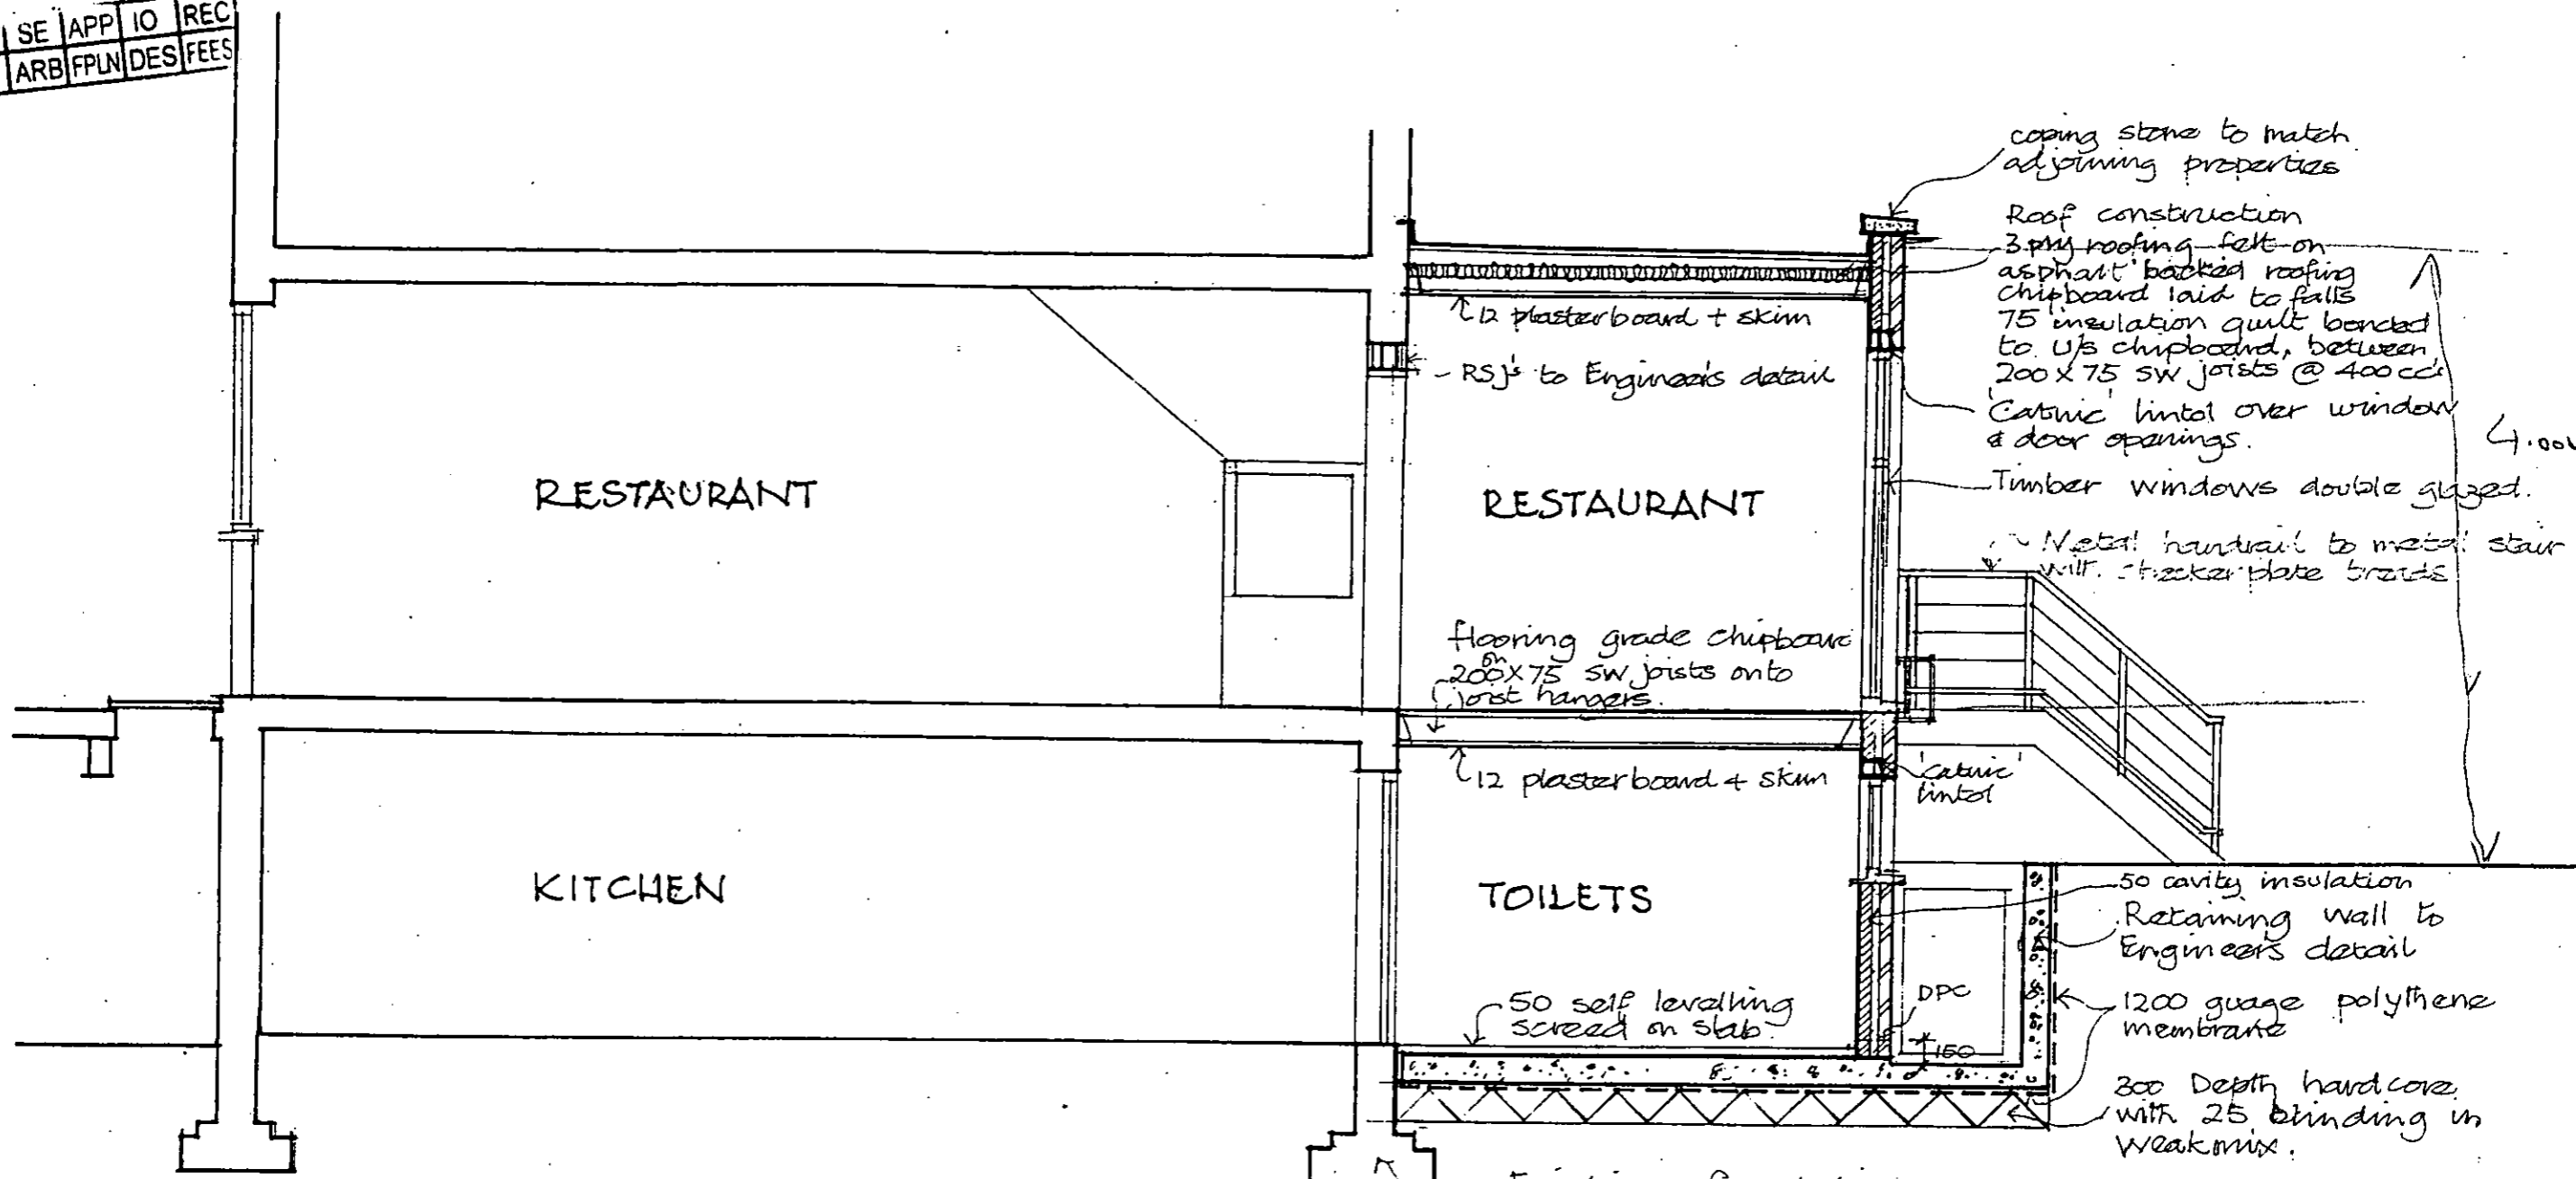 SE APP IO REC
ARB FPLN DES FEES
coping stone to match
adjoining properties
Roof construction
3 ply roofing felt on
asphalt backed roofing
chipboard laid to falls
75 insulation quilt bonded
to U/S chipboard, between
200 x 75 SW joists @ 400 cc's
'Catnic' lintol over window
& door openings.
Timber windows double glazed.
Metal handrail to metal stair
with checker plate treads
12 plasterboard + skim
- RSJ's to Engineers detail
RESTAURANT
RESTAURANT
flooring grade chipboard
on
200 x 75 SW joists onto
joist hangers.
12 plasterboard + skim
'Catnic'
lintol
KITCHEN
TOILETS
50 cavity insulation
Retaining wall to
Engineers detail
50 self levelling
screed on slab
DPC
150
1200 guage polythene
membrane
300 Depth hardcore
with 25 blinding in
weakmix.